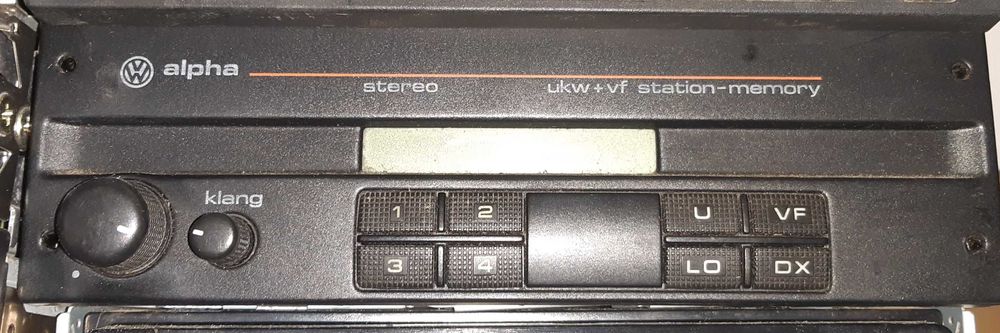 VW alpha
stereo ukw+vf station-memory
klang
1 2 U VF
3 4 LO DX